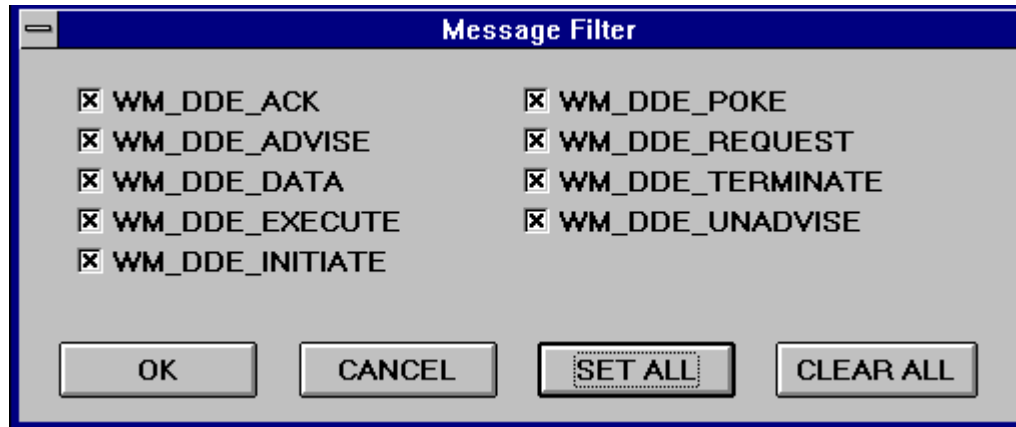 Message Filter
WM_DDE_ACK
WM_DDE_ADVISE
WM_DDE_DATA
WM_DDE_EXECUTE
WM_DDE_INITIATE
WM_DDE_POKE
WM_DDE_REQUEST
WM_DDE_TERMINATE
WM_DDE_UNADVISE
OK CANCEL SET ALL CLEAR ALL